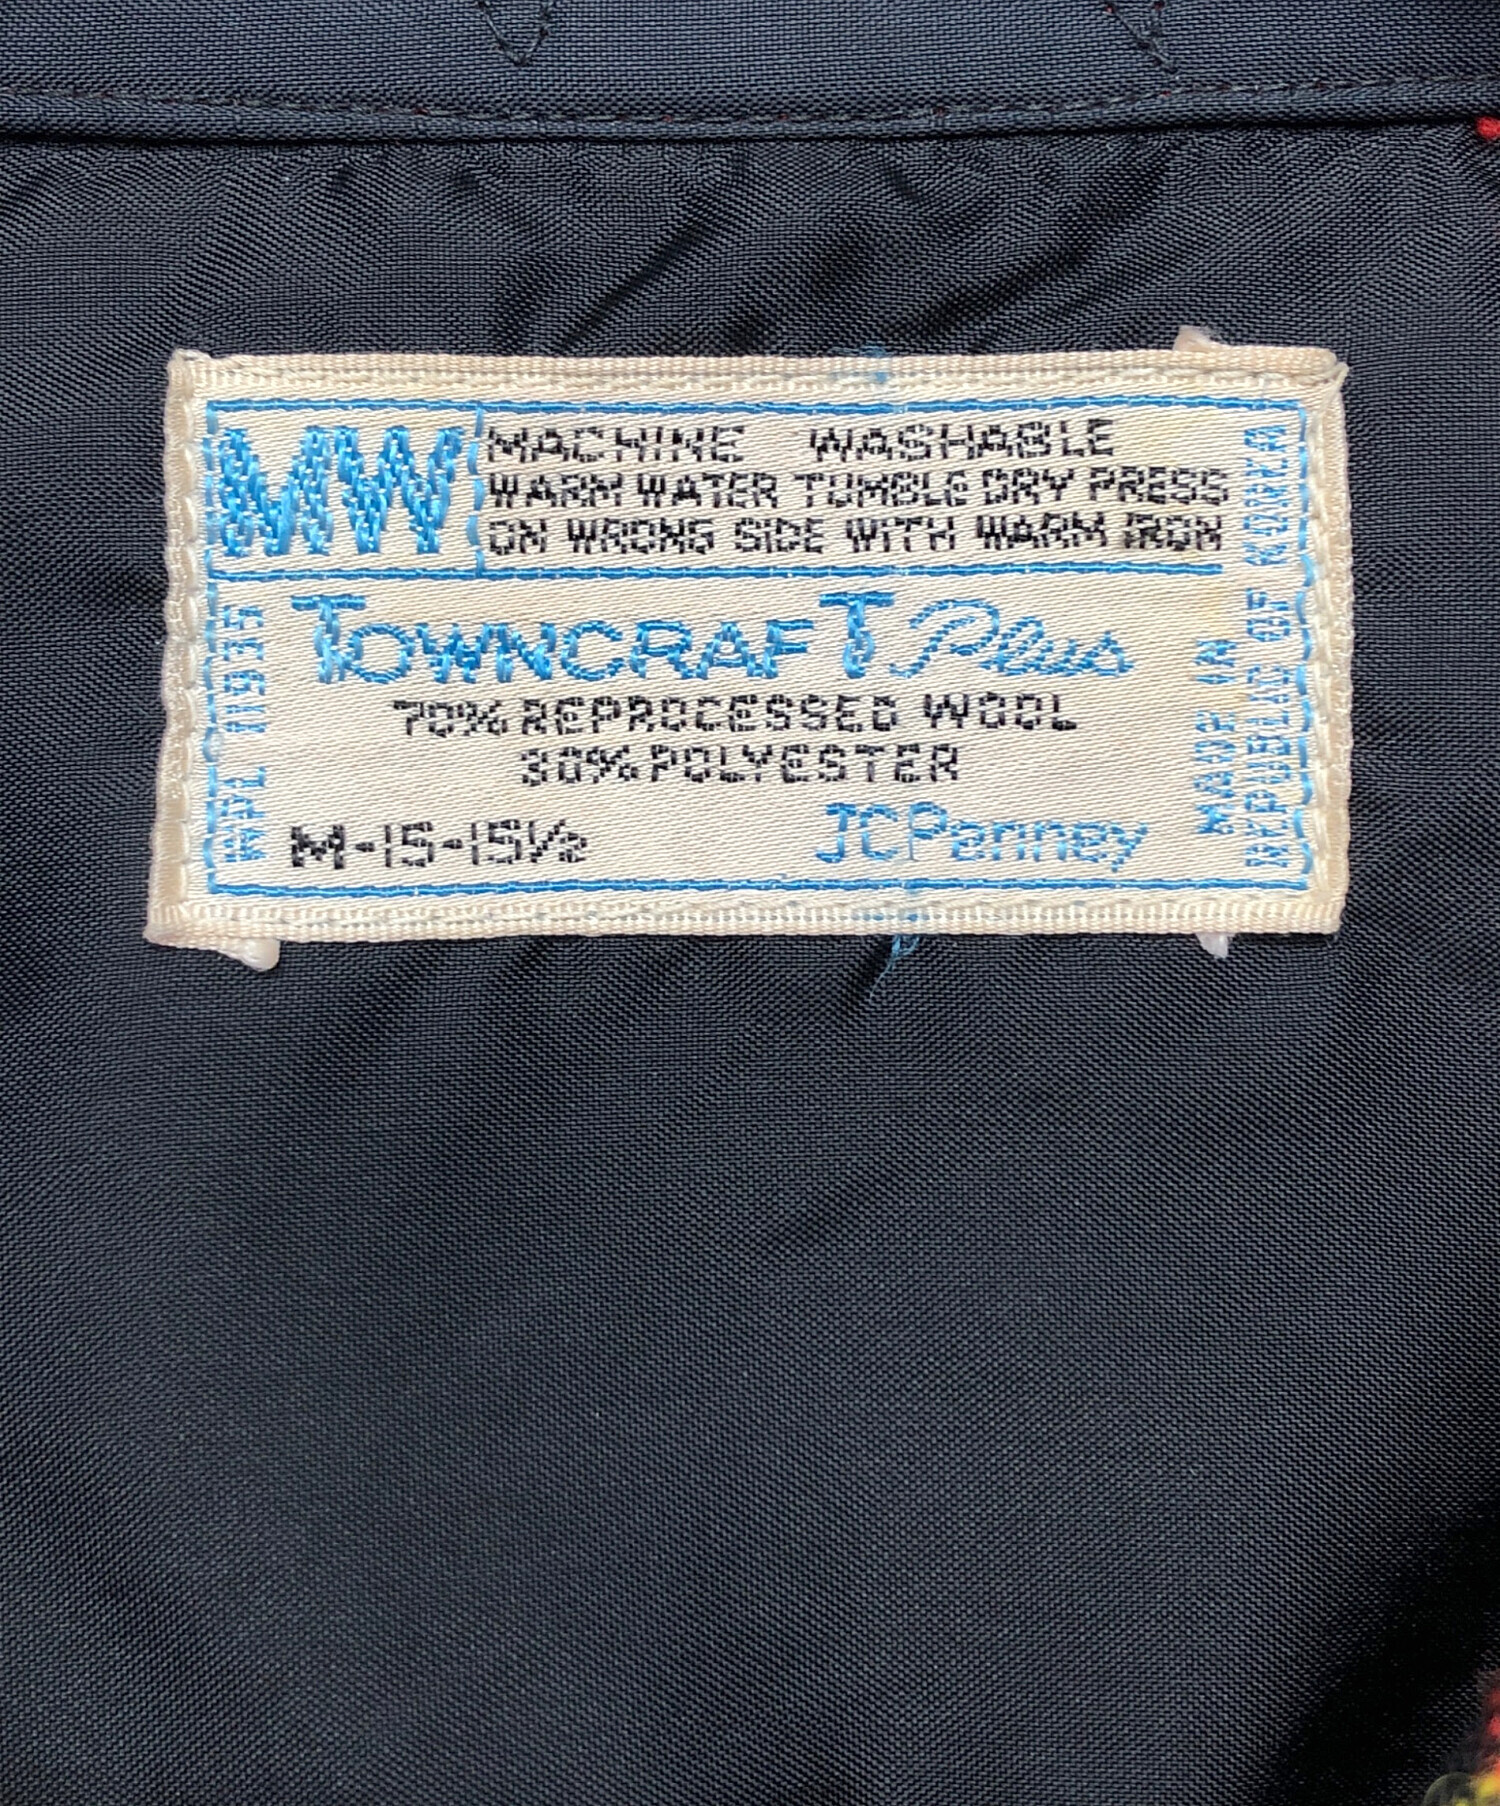 MW
MACHINE WASHABLE
WARM WATER TUMBLE DRY PRESS
ON WRONG SIDE WITH WARM IRON
TOWNCRAFT Plus
70% REPROCESSED WOOL
30% POLYESTER
M-15-15½
JCPenney
WPL 11935
MADE IN
REPUBLIC OF KOREA